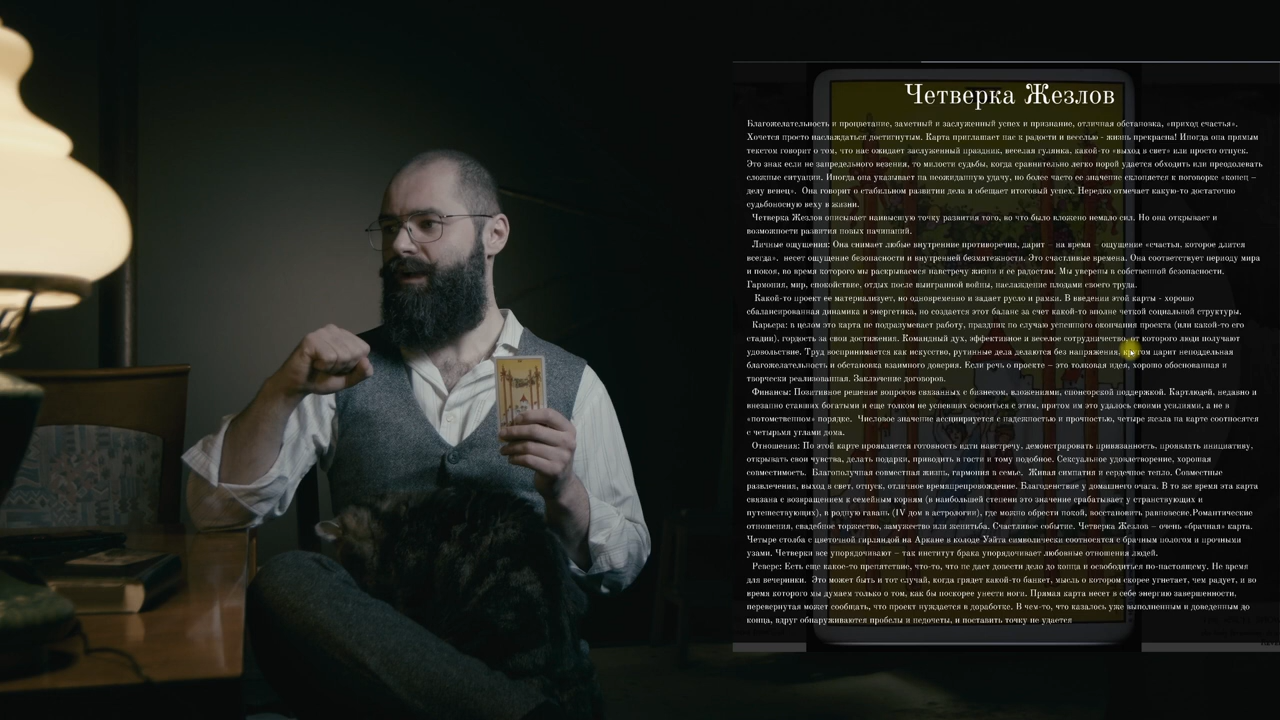 Четверка Жезлов
Благожелательность и процветание, заметный и заслуженный успех и признание, отличная обстановка, «приход счастья».
Хочется просто наслаждаться достигнутым. Карта приглашает нас к радости и веселью - жизнь прекрасна! Иногда она прямым
текстом говорит о том, что нас ожидает заслуженный праздник, веселая гулянка, какой-то «выход в свет» или просто отпуск.
Это знак если не запредельного везения, то милости судьбы, когда сравнительно легко порой удается обходить или преодолевать
сложные ситуации. Иногда она указывает на неожиданную удачу, но более часто ее значение склоняется к поговорке «конец –
делу венец». Она говорит о стабильном развитии дела и обещает итоговый успех. Нередко отмечает какую-то достаточно
судьбоносную веху в жизни.
Четверка Жезлов описывает наивысшую точку развития того, во что было вложено немало сил. Но она открывает и
возможности развития новых начинаний.
Личные ощущения: Она снимает любые внутренние противоречия, дарит – на время – ощущение «счастья, которое длится
всегда», несет ощущение безопасности и внутренней безмятежности. Это счастливые времена. Она соответствует периоду мира
и покоя, во время которого мы раскрываемся навстречу жизни и ее радостям. Мы уверены в собственной безопасности.
Гармония, мир, спокойствие, отдых после выигранной войны, наслаждение плодами своего труда.
Какой-то проект ее материализует, но одновременно и задает русло и рамки. В введении этой карты - хорошо
сбалансированная динамика и энергетика, но создается этот баланс за счет какой-то вполне четкой социальной структуры.
Карьера: в целом это карта не подразумевает работу, праздник по случаю успешного окончания проекта (или какой-то его
стадии), гордость за свои достижения. Командный дух, эффективное и веселое сотрудничество, от которого люди получают
удовольствие. Труд воспринимается как искусство, рутинные дела делаются без напряжения, кругом царит неподдельная
благожелательность и обстановка взаимного доверия. Если речь о проекте – это толковая идея, хорошо обоснованная и
творчески реализованная. Заключение договоров.
Финансы: Позитивное решение вопросов связанных с бизнесом, вложениями, спонсорской поддержкой. Картлюдей, недавно и
внезапно ставших богатыми и еще толком не успевших освоиться с этим, притом им это удалось своими усилиями, а не в
«потомственном» порядке. Числовое значение ассоциируется с надежностью и прочностью, четыре жезла на карте соотносятся
с четырьмя углами дома.
Отношения: По этой карте проявляется готовность идти навстречу, демонстрировать привязанность, проявлять инициативу,
открывать свои чувства, делать подарки, приводить в гости и тому подобное. Сексуальное удовлетворение, хорошая
совместимость. Благополучная совместная жизнь, гармония в семье. Живая симпатия и сердечное тепло. Совместные
развлечения, выход в свет, отпуск, отличное времяпрепровождение. Благоденствие у домашнего очага. В то же время эта карта
связана с возвращением к семейным корням (в наибольшей степени это значение срабатывает у странствующих и
путешествующих), в родную гавань (IV дом в астрологии), где можно обрести покой, восстановить равновесие.Романтические
отношения, свадебное торжество, замужество или женитьба. Счастливое событие. Четверка Жезлов – очень «брачная» карта.
Четыре столба с цветочной гирляндой на Аркане в колоде Уэйта символически соотносятся с брачным пологом и прочными
узами. Четверки все упорядочивают – так институт брака упорядочивает любовные отношения людей.
Реверс: Есть еще какое-то препятствие, что-то, что не дает довести дело до конца и освободиться по-настоящему. Не время
для вечеринки. Это может быть и тот случай, когда грядет какой-то банкет, мысль о котором скорее угнетает, чем радует, и во
время которого мы думаем только о том, как бы поскорее унести ноги. Прямая карта несет в себе энергию завершенности,
перевернутая может сообщать, что проект нуждается в доработке. В чем-то, что казалось уже выполненным и доведенным до
конца, вдруг обнаруживаются пробелы и недочеты, и поставить точку не удается